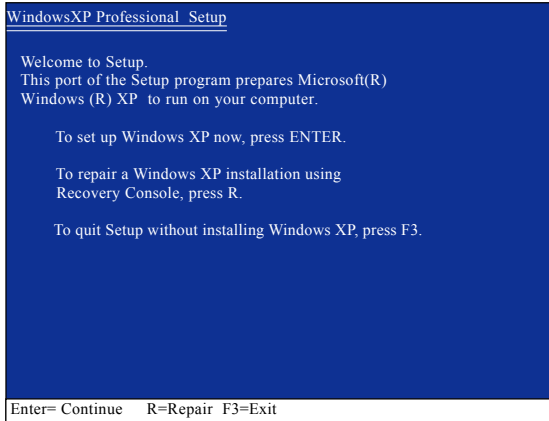 WindowsXP Professional Setup
Welcome to Setup.
This port of the Setup program prepares Microsoft(R)
Windows (R) XP to run on your computer.
To set up Windows XP now, press ENTER.
To repair a Windows XP installation using
Recovery Console, press R.
To quit Setup without installing Windows XP, press F3.
Enter= Continue R=Repair F3=Exit